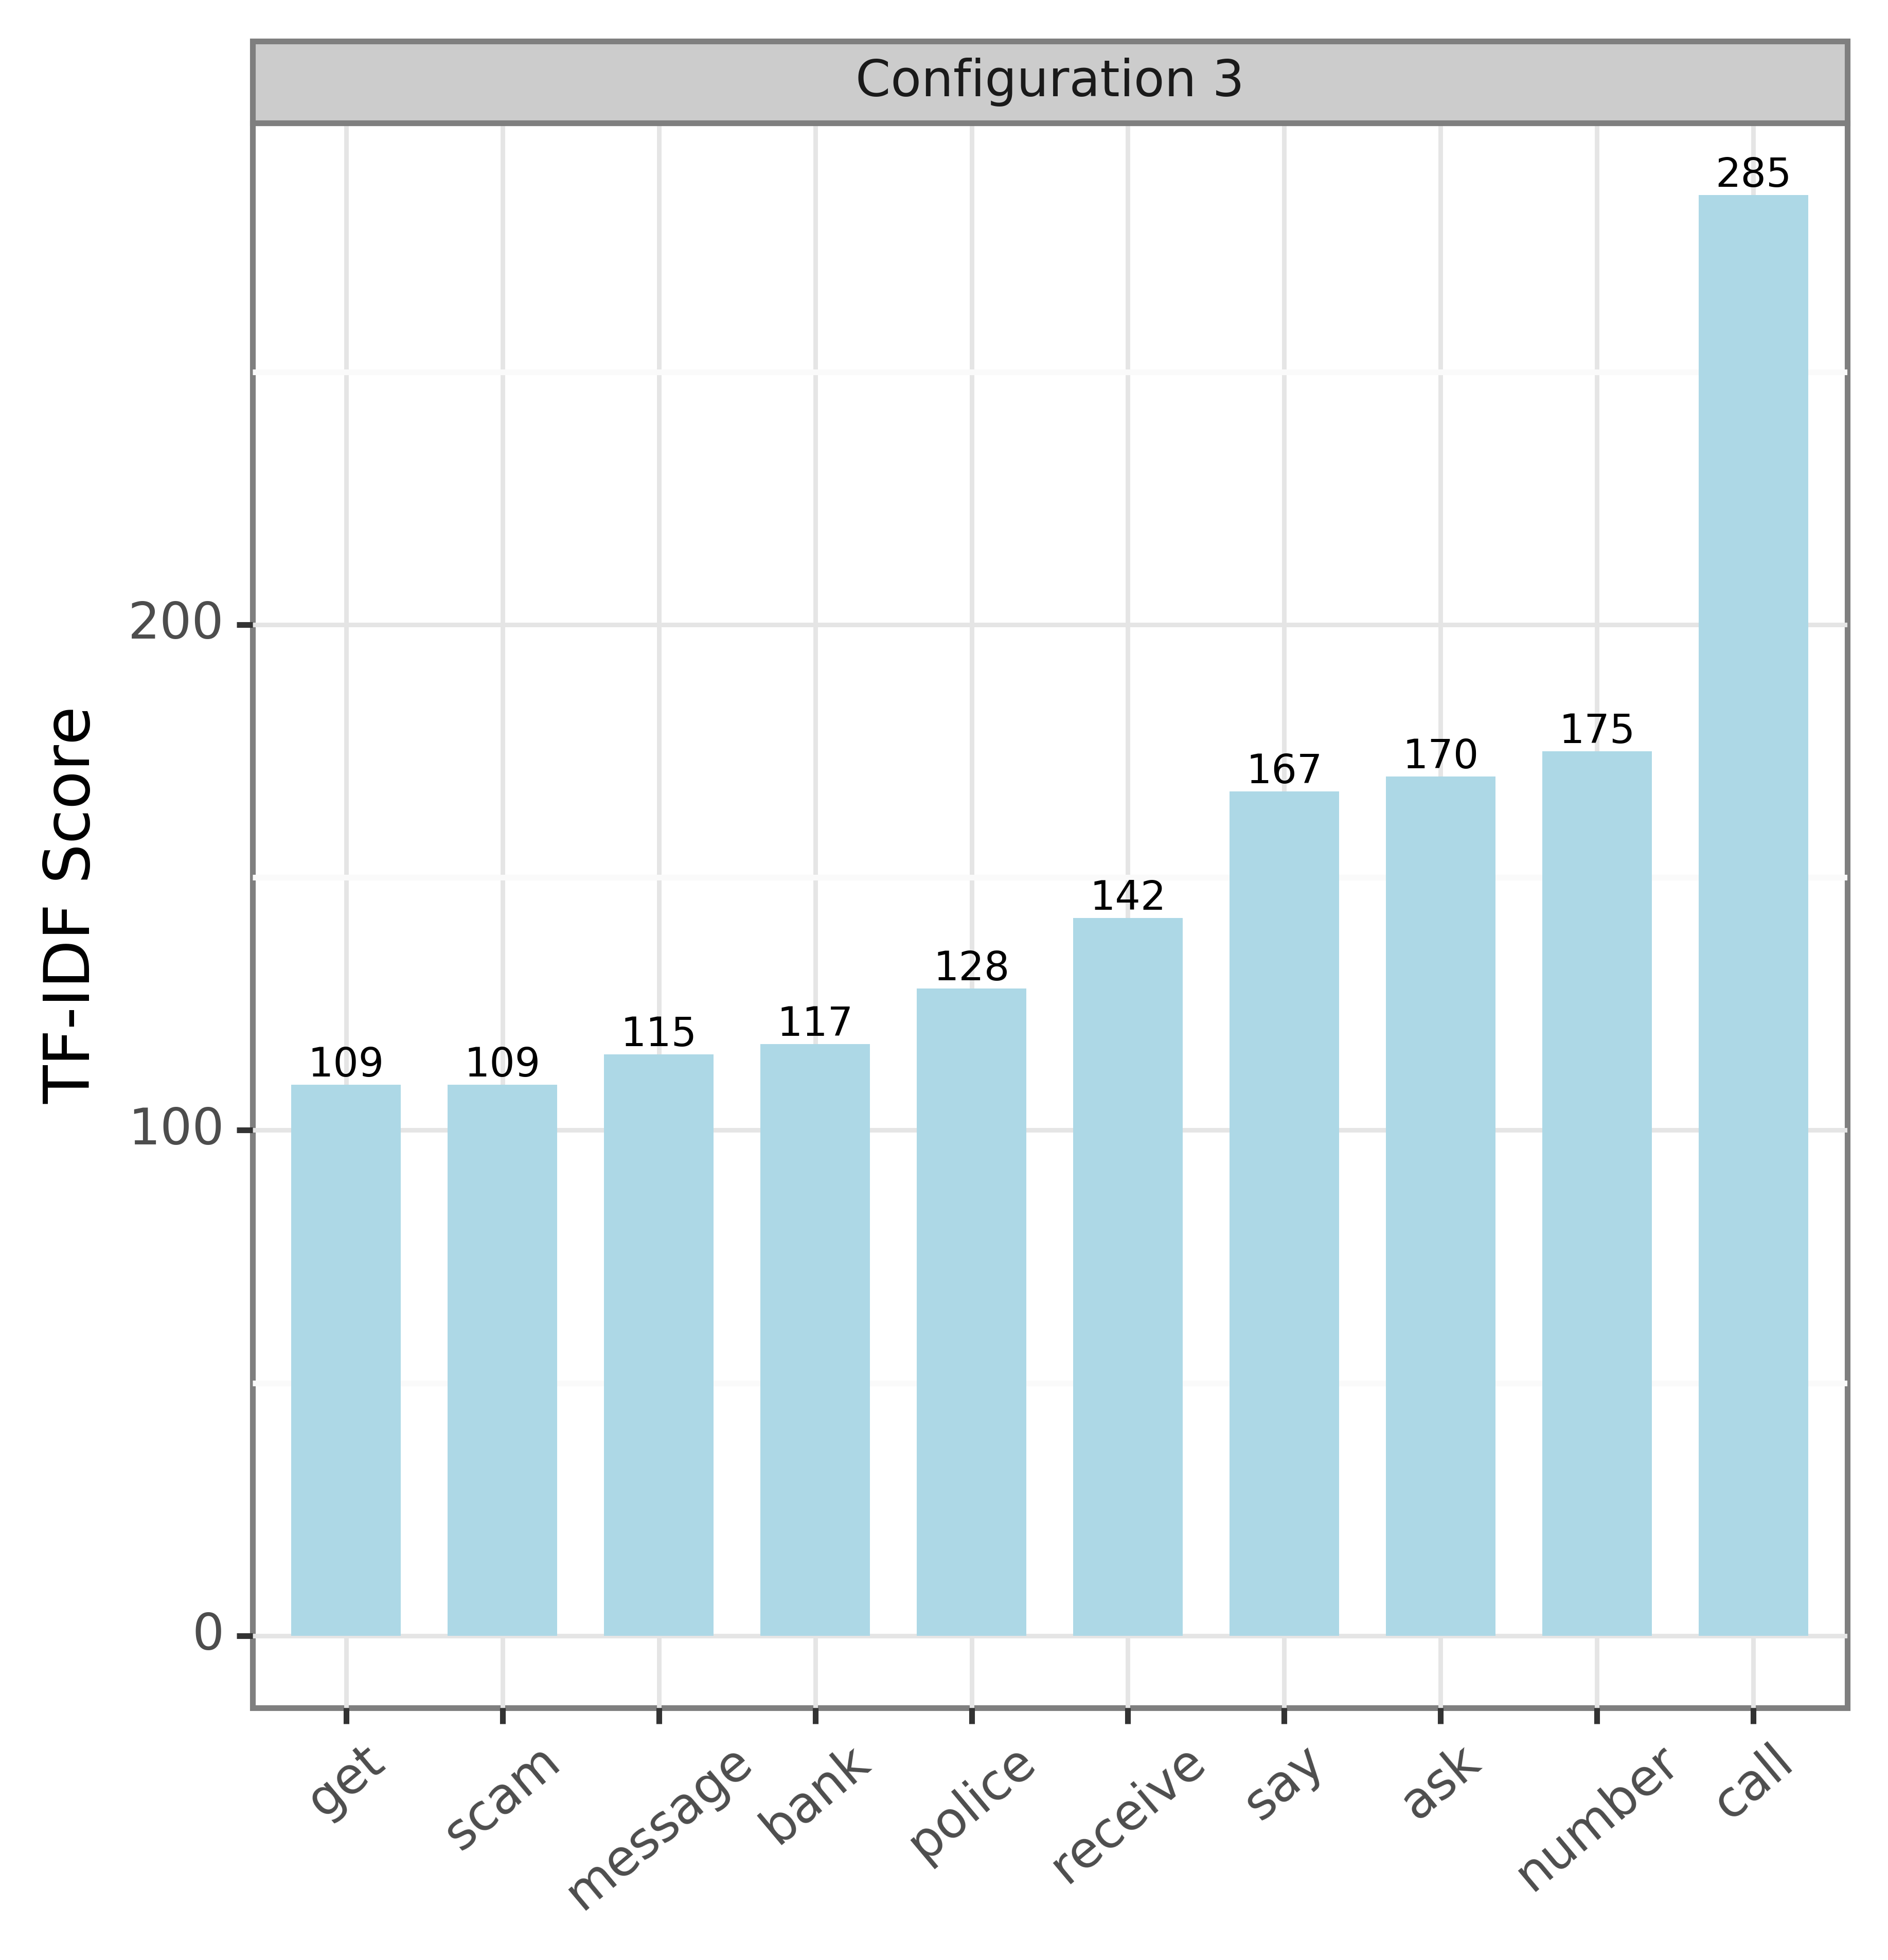 Configuration 3
TF-IDF Score
285
200
175
170
167
142
128
117
115
109
109
100
0
get
scam
message
bank
police
receive
say
ask
number
call